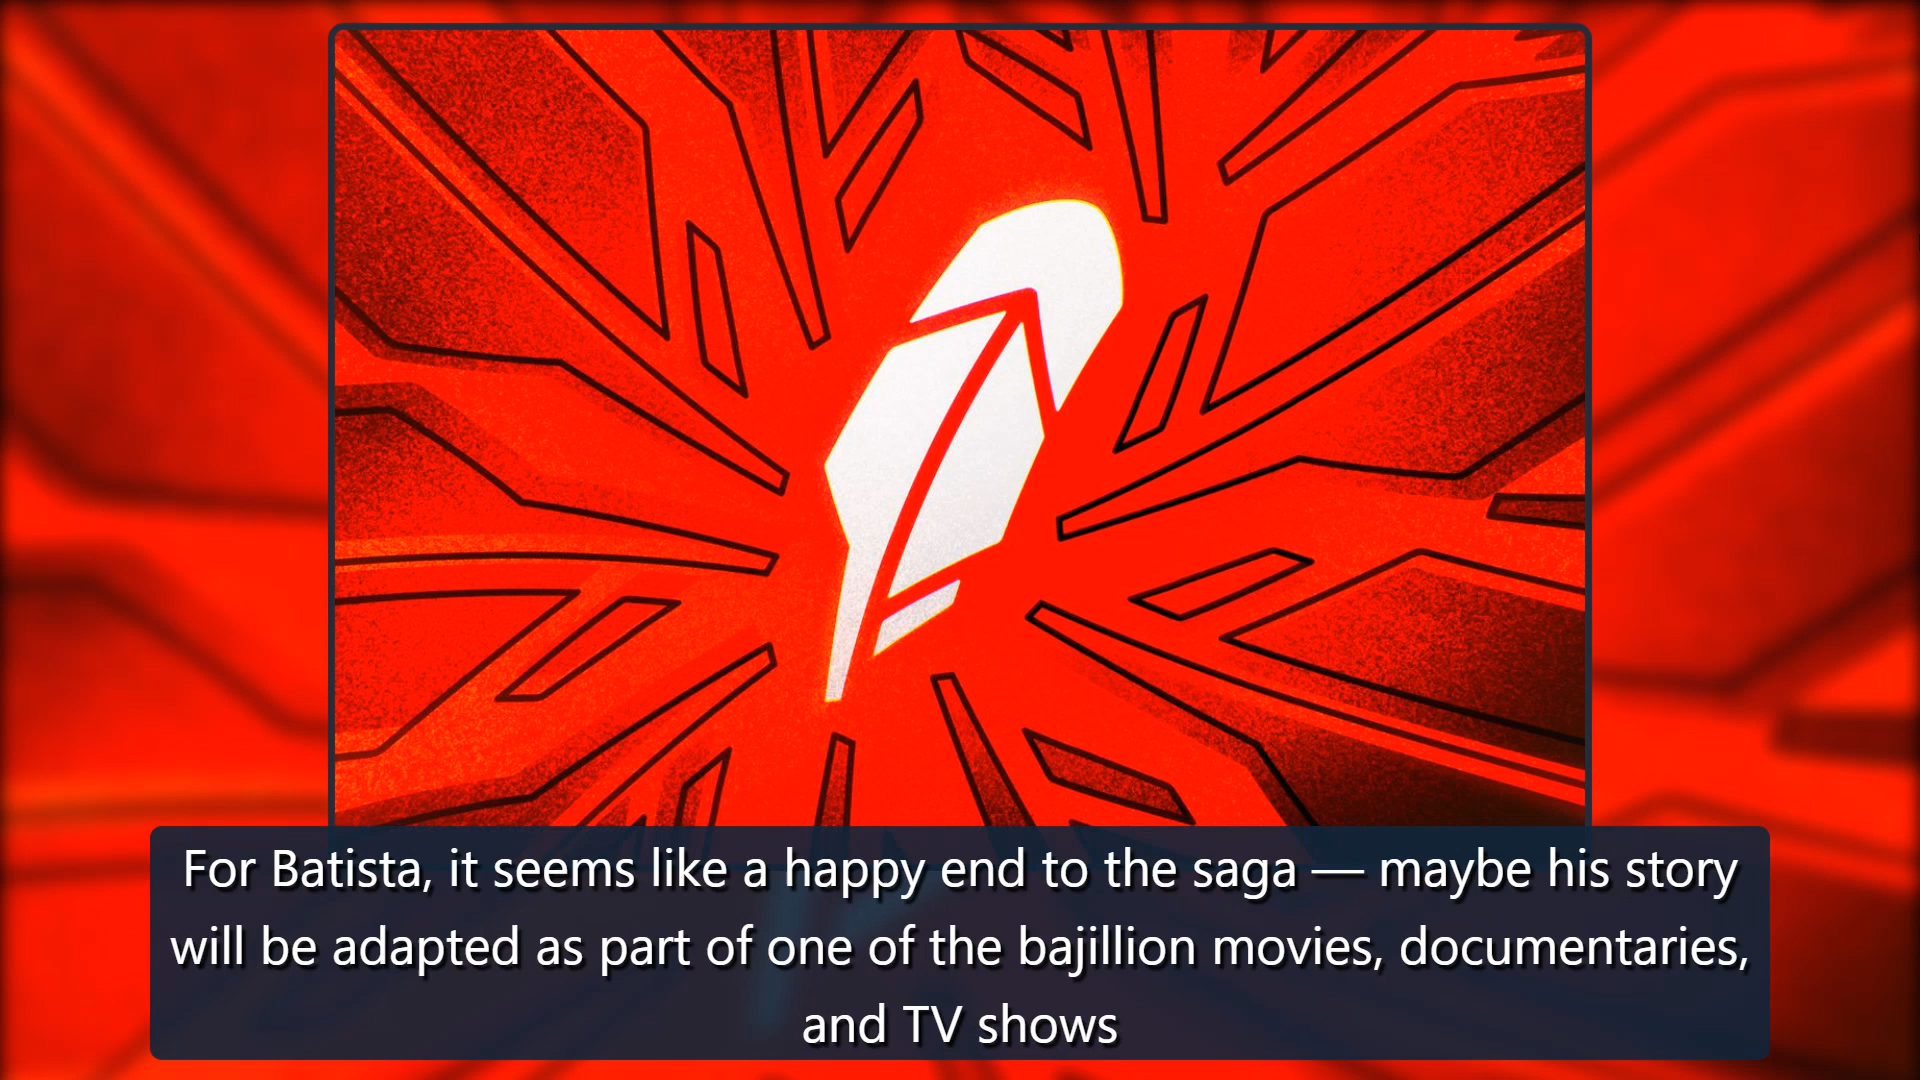 For Batista, it seems like a happy end to the saga — maybe his story
will be adapted as part of one of the bajillion movies, documentaries,
and TV shows